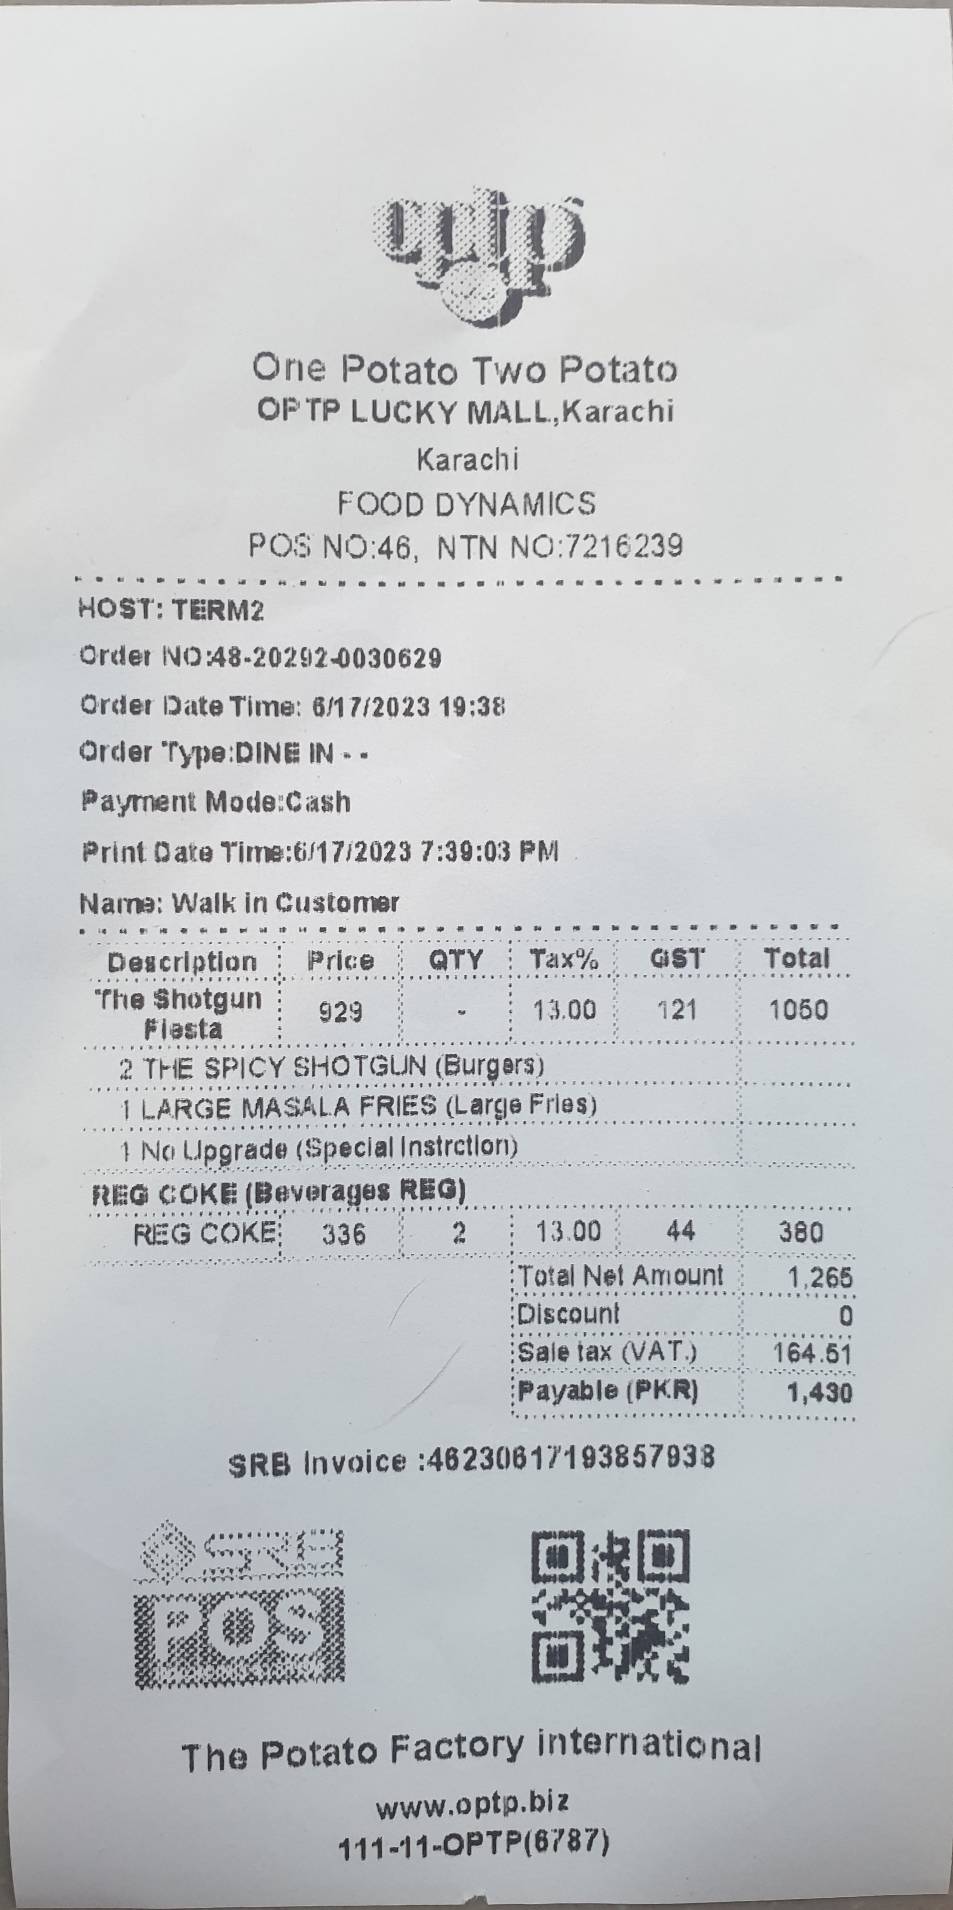 optp
One Potato Two Potato
OPTP LUCKY MALL,Karachi
Karachi
FOOD DYNAMICS
POS NO:46, NTN NO:7216239
HOST: TERM2
Order NO:48-20292-0030629
Order Date Time: 6/17/2023 19:38
Order Type:DINE IN - -
Payment Mode:Cash
Print Date Time:6/17/2023 7:39:03 PM
Name: Walk in Customer
Description Price QTY Tax% GST Total
The Shotgun
Fiesta 929 - 13.00 121 1050
2 THE SPICY SHOTGUN (Burgers)
1 LARGE MASALA FRIES (Large Fries)
1 No Upgrade (Special Instrction)
REG COKE (Beverages REG)
REG COKE 336 2 13.00 44 380
Total Net Amount 1,265
Discount 0
Sale tax (VAT.) 164.51
Payable (PKR) 1,430
SRB Invoice :46230617193857938
SRB
POS
The Potato Factory international
www.optp.biz
111-11-OPTP(6787)